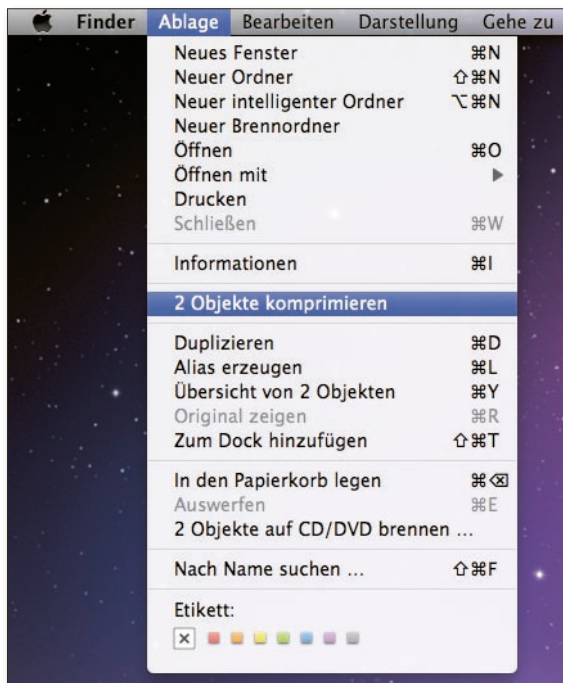 Finder Ablage Bearbeiten Darstellung Gehe zu
Neues Fenster ⌘N
Neuer Ordner ⇧⌘N
Neuer intelligenter Ordner ⌥⌘N
Neuer Brennordner
Öffnen ⌘O
Öffnen mit ▶
Drucken
Schließen ⌘W
Informationen ⌘I
2 Objekte komprimieren
Duplizieren ⌘D
Alias erzeugen ⌘L
Übersicht von 2 Objekten ⌘Y
Original zeigen ⌘R
Zum Dock hinzufügen ⇧⌘T
In den Papierkorb legen ⌘⌫
Auswerfen ⌘E
2 Objekte auf CD/DVD brennen ...
Nach Name suchen ... ⇧⌘F
Etikett: